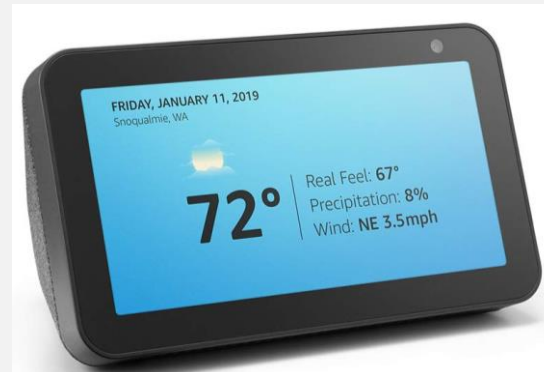 FRIDAY, JANUARY 11, 2019
Snoqualmie, WA
72°
Real Feel: 67°
Precipitation: 8%
Wind: NE 3.5mph